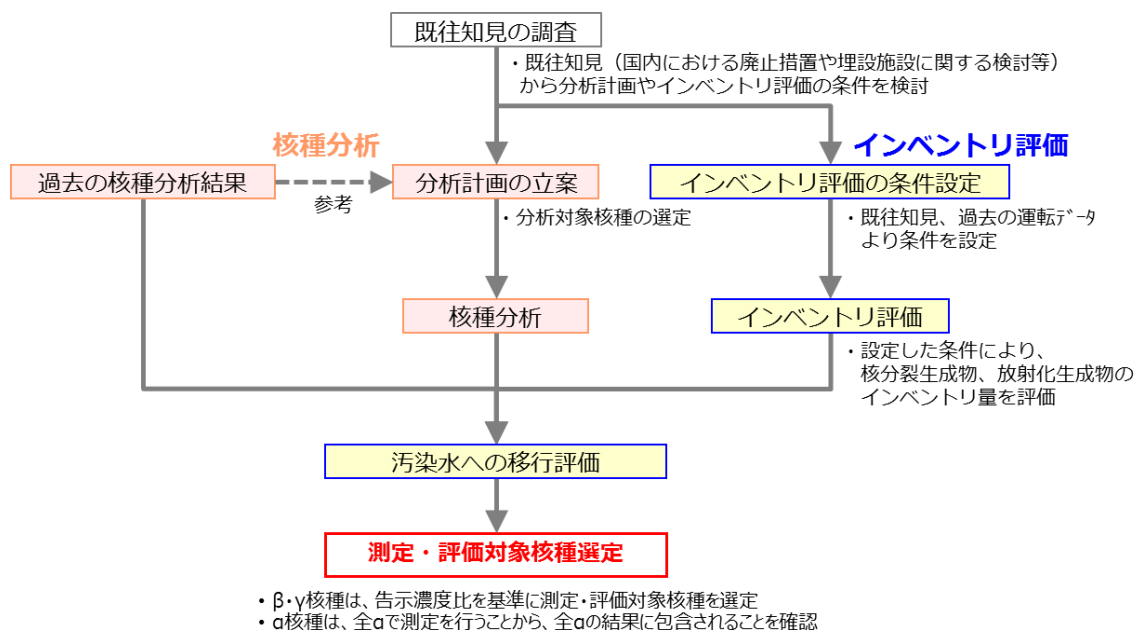 既往知見の調査
・既往知見（国内における廃止措置や埋設施設に関する検討等）
から分析計画やインベントリ評価の条件を検討
核種分析
インベントリ評価
過去の核種分析結果
参考
分析計画の立案
インベントリ評価の条件設定
・分析対象核種の選定
・既往知見、過去の運転ﾃﾞｰﾀ
より条件を設定
核種分析
インベントリ評価
・設定した条件により、
核分裂生成物、放射化生成物の
インベントリ量を評価
汚染水への移行評価
測定・評価対象核種選定
・β・γ核種は、告示濃度比を基準に測定・評価対象核種を選定
・α核種は、全αで測定を行うことから、全αの結果に包含されることを確認